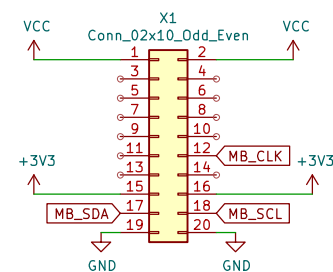 X1
VCC VCC
Conn_02x10_Odd_Even
1 2
3 4
5 6
7 8
9 10
11 12 MB_CLK
13 14
+3V3 +3V3
15 16
MB_SDA 17 18 MB_SCL
19 20
GND GND